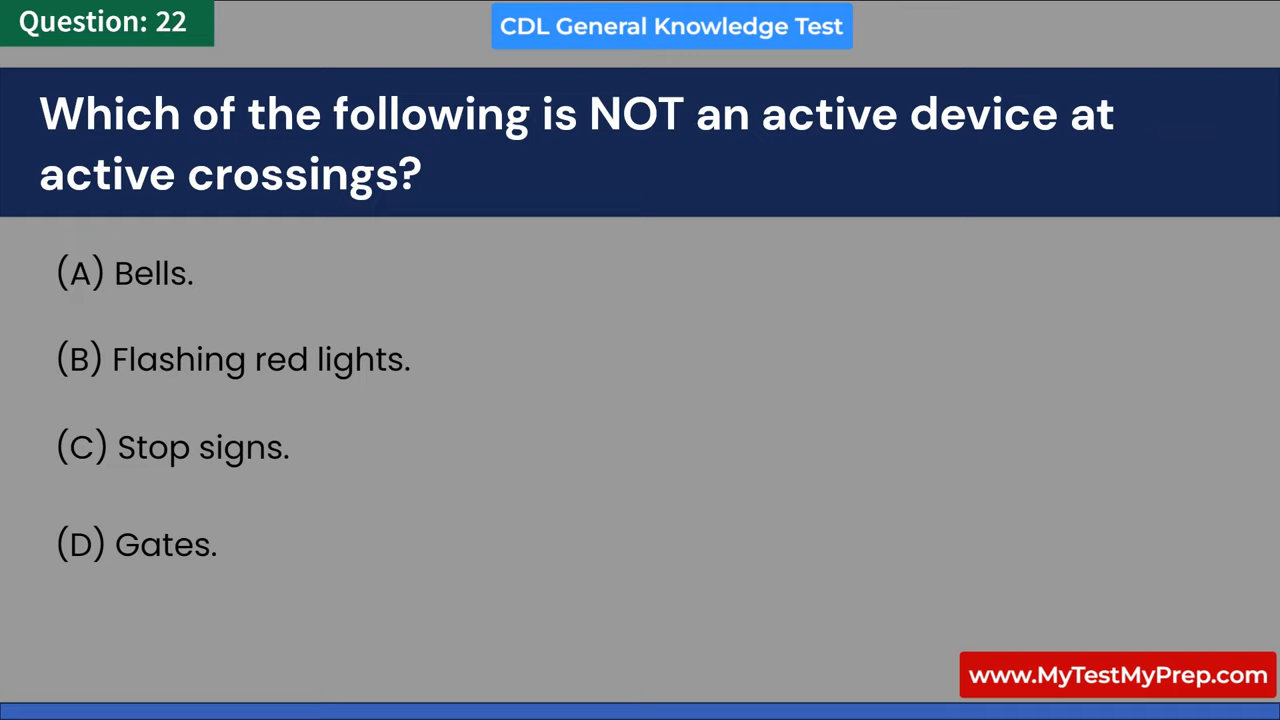 Question: 22
CDL General Knowledge Test
Which of the following is NOT an active device at
active crossings?
(A) Bells.
(B) Flashing red lights.
(C) Stop signs.
(D) Gates.
www.MyTestMyPrep.com